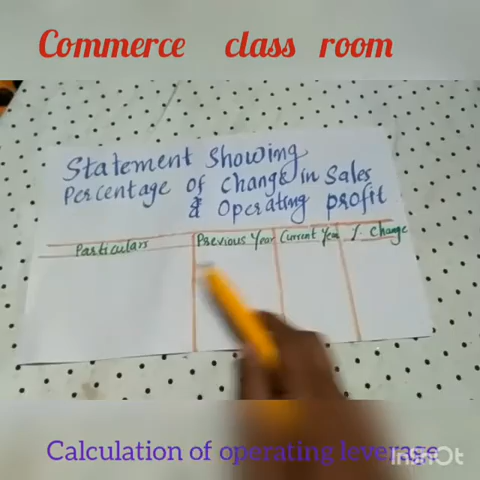 Commerce class room
Statement Showing
Percentage of Change in Sales
& Operating profit
Particulars Previous Year Current Year % Change
Calculation of operating leverage